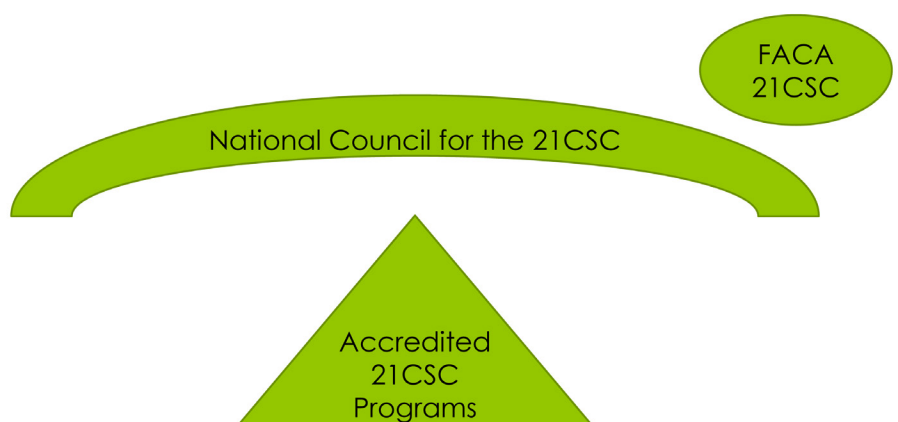 FACA
21CSC
National Council for the 21CSC
Accredited
21CSC
Programs